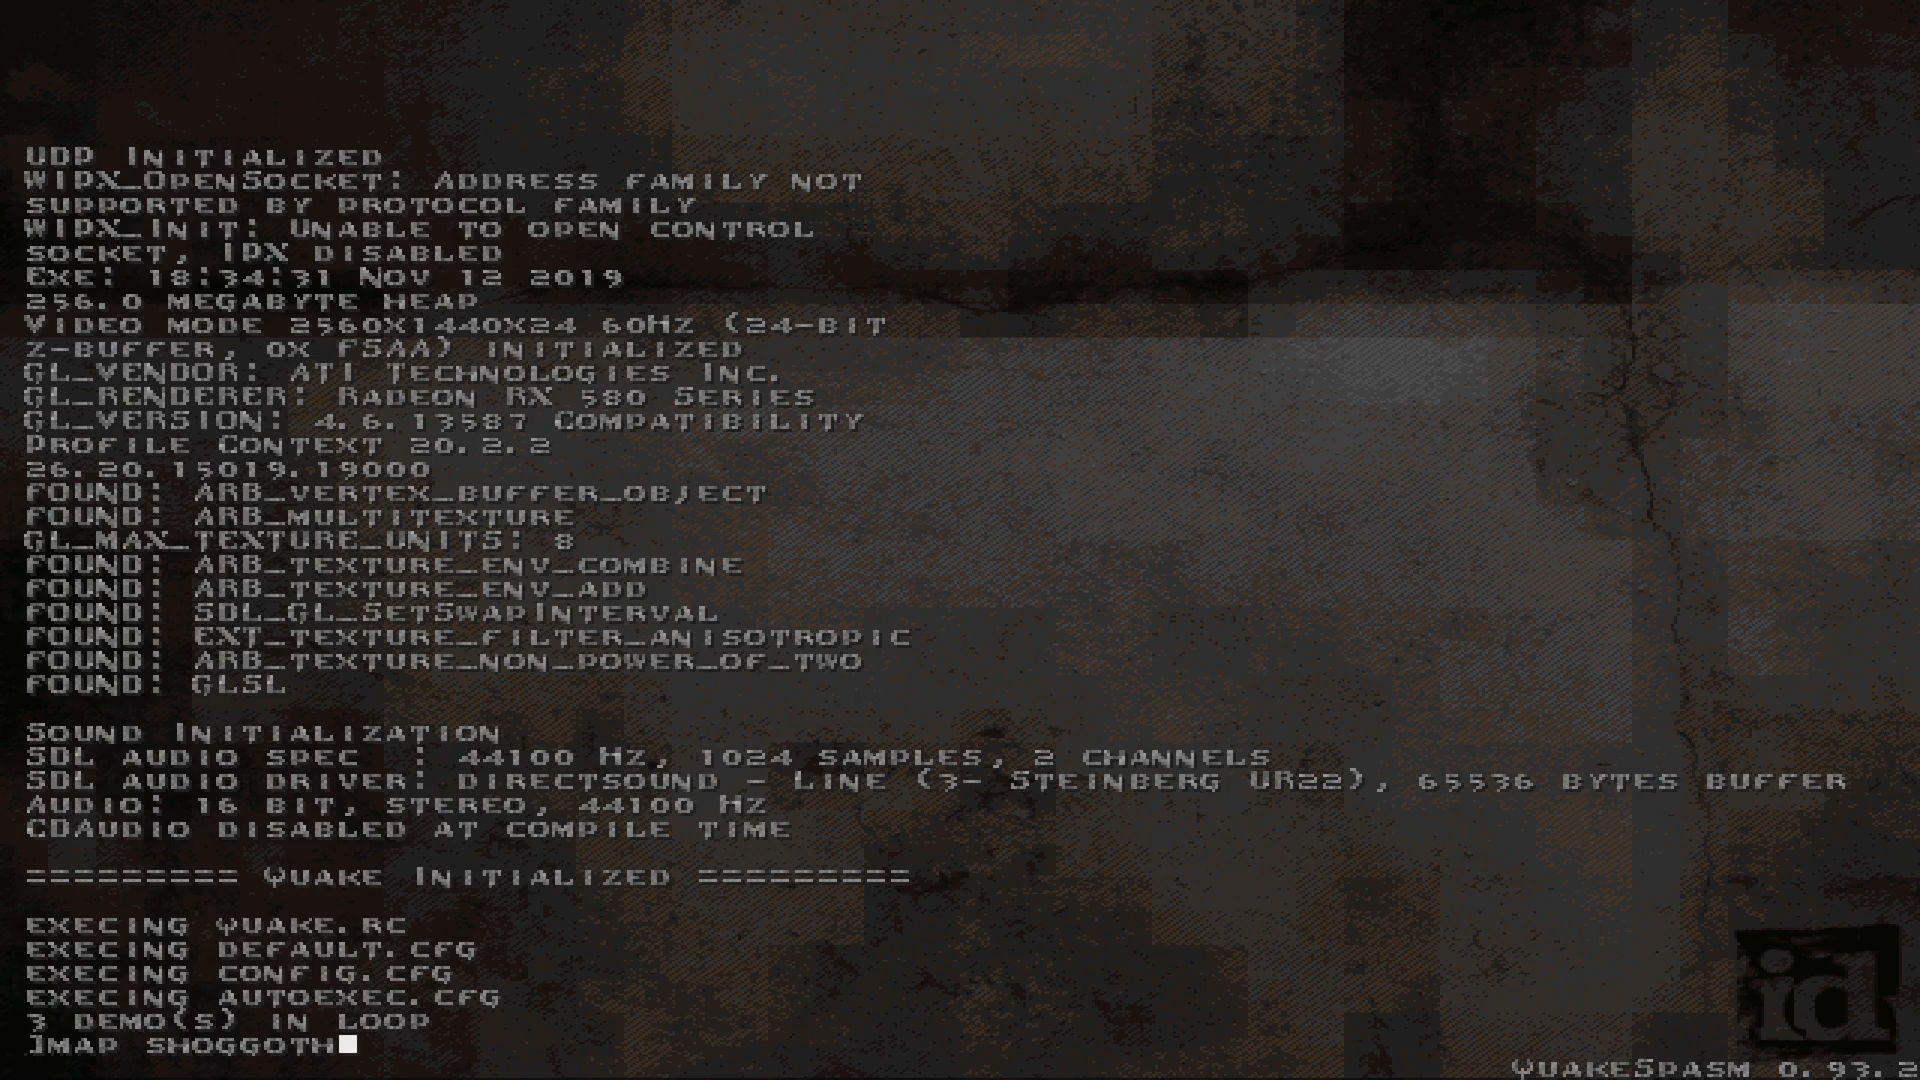 UDP Initialized
WIPX_OpenSocket: Address family not
supported by protocol family
WIPX_Init: Unable to open control
socket, IPX disabled
Exe: 18:34:31 Nov 12 2019
256.0 megabyte heap
Video mode 2560x1440x24 60Hz (24-bit
z-buffer, 0x FSAA) initialized
GL_VENDOR: ATI Technologies Inc.
GL_RENDERER: Radeon RX 580 Series
GL_VERSION: 4.6.13587 Compatibility
Profile Context 20.2.2
26.20.15019.19000
FOUND: ARB_vertex_buffer_object
FOUND: ARB_multitexture
GL_MAX_TEXTURE_UNITS: 8
FOUND: ARB_texture_env_combine
FOUND: ARB_texture_env_add
FOUND: SDL_GL_SetSwapInterval
FOUND: EXT_texture_filter_anisotropic
FOUND: ARB_texture_non_power_of_two
FOUND: GLSL
Sound Initialization
SDL audio spec  : 44100 Hz, 1024 samples, 2 channels
SDL audio driver: directsound - Line (3- Steinberg UR22), 65536 bytes buffer
Audio: 16 bit, stereo, 44100 Hz
CDAudio disabled at compile time
========= Quake Initialized =========
execing quake.rc
execing default.cfg
execing config.cfg
execing autoexec.cfg
3 demo(s) in loop
]map shoggoth
id
QuakeSpasm 0.93.2